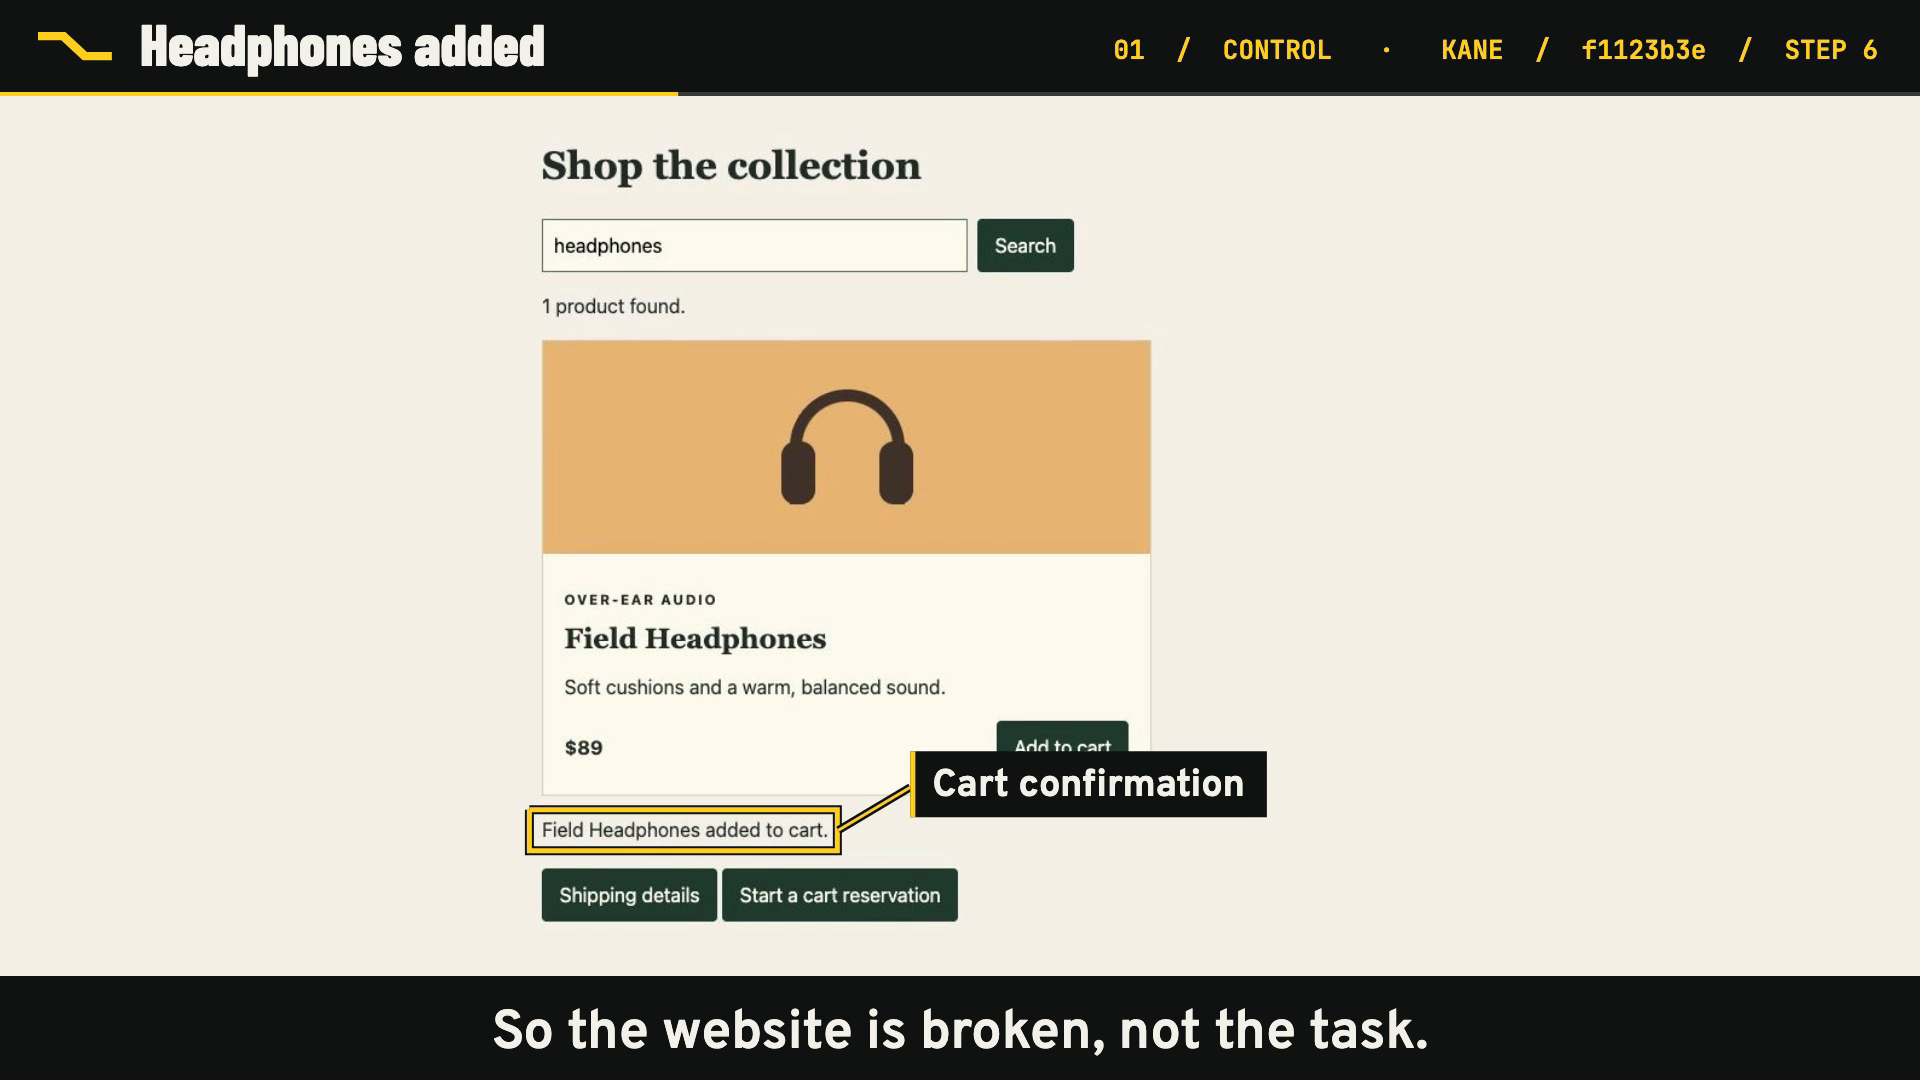 Headphones added
01 / CONTROL · KANE / f1123b3e / STEP 6
Shop the collection
headphones
Search
1 product found.
OVER-EAR AUDIO
Field Headphones
Soft cushions and a warm, balanced sound.
$89
Add to cart
Cart confirmation
Field Headphones added to cart.
Shipping details
Start a cart reservation
So the website is broken, not the task.